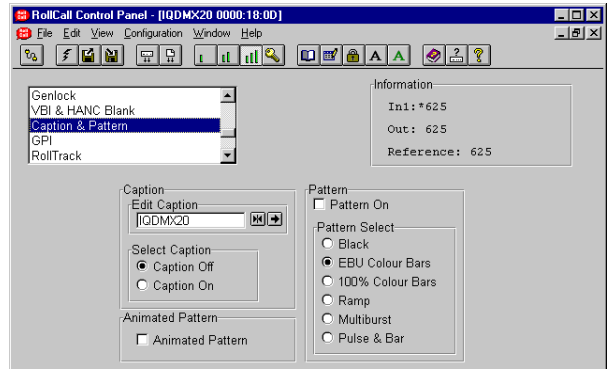 RollCall Control Panel - [IQDMX20 0000:18:0D]
File Edit View Configuration Window Help
A A
Genlock
VBI & HANC Blank
Caption & Pattern
GPI
RollTrack
Information
In1:*625
Out: 625
Reference: 625
Caption
Edit Caption
IQDMX20
Select Caption
Caption Off
Caption On
Animated Pattern
Animated Pattern
Pattern
Pattern On
Pattern Select
Black
EBU Colour Bars
100% Colour Bars
Ramp
Multiburst
Pulse & Bar